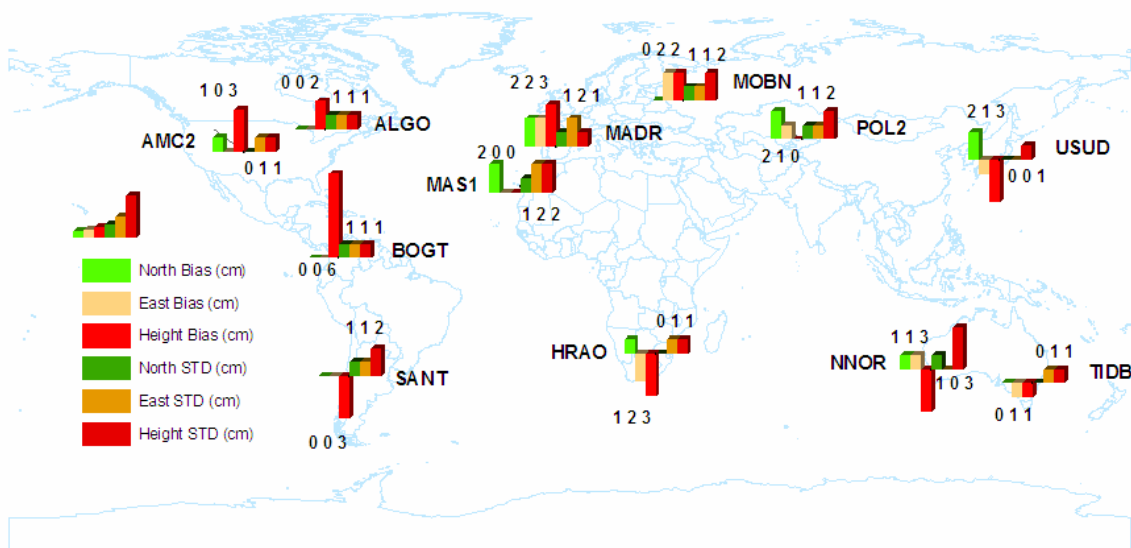 0 2 2
1 1 2
MOBN
2 2 3
1 2 1
MADR
0 0 2
1 1 1
ALGO
1 0 3
AMC2
0 1 1
1 1 2
POL2
2 1 0
2 1 3
USUD
0 0 1
2 0 0
MAS1
1 2 2
1 1 1
BOGT
0 0 6
North Bias (cm)
East Bias (cm)
Height Bias (cm)
North STD (cm)
East STD (cm)
Height STD (cm)
1 1 2
SANT
0 0 3
0 1 1
HRAO
1 2 3
1 1 3
NNOR
1 0 3
0 1 1
TIDB
0 1 1